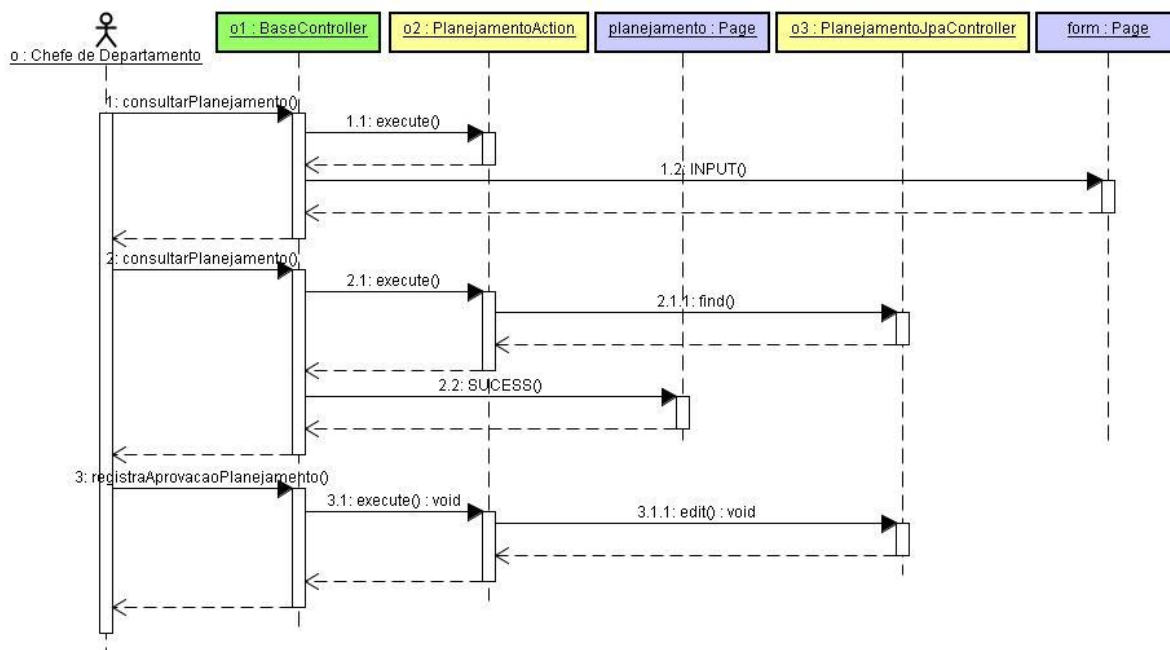 o1 : BaseController
o2 : PlanejamentoAction
planejamento : Page
o3 : PlanejamentoJpaController
form : Page
o : Chefe de Departamento
1: consultarPlanejamento()
1.1: execute()
1.2: INPUT()
2: consultarPlanejamento()
2.1: execute()
2.1.1: find()
2.2: SUCESS()
3: registraAprovacaoPlanejamento()
3.1: execute() : void
3.1.1: edit() : void